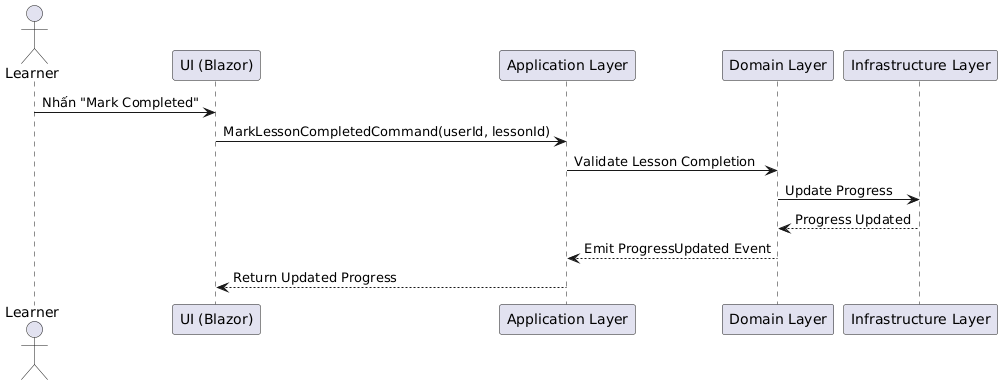 Learner
UI (Blazor)
Application Layer
Domain Layer
Infrastructure Layer
Nhấn "Mark Completed"
MarkLessonCompletedCommand(userId, lessonId)
Validate Lesson Completion
Update Progress
Progress Updated
Emit ProgressUpdated Event
Return Updated Progress
Learner
UI (Blazor)
Application Layer
Domain Layer
Infrastructure Layer